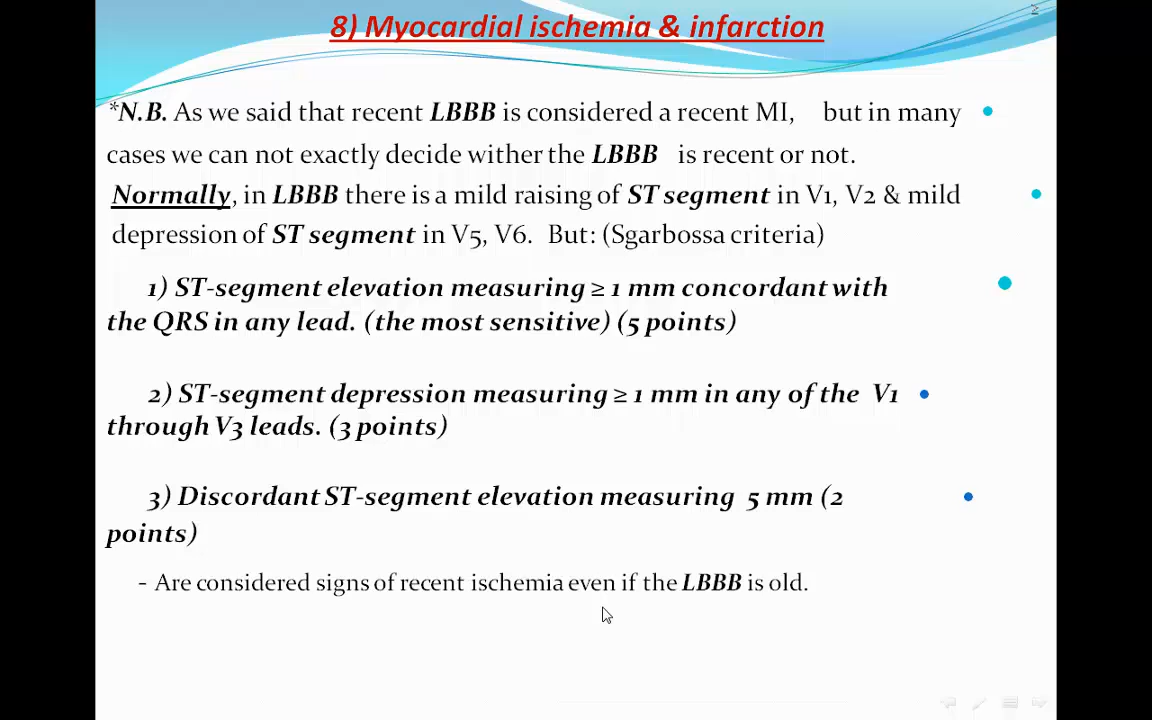 2
8) Myocardial ischemia & infarction
*N.B. As we said that recent LBBB is considered a recent MI, but in many
cases we can not exactly decide wither the LBBB is recent or not.
Normally, in LBBB there is a mild raising of ST segment in V1, V2 & mild
depression of ST segment in V5, V6. But: (Sgarbossa criteria)
1) ST-segment elevation measuring ≥ 1 mm concordant with
the QRS in any lead. (the most sensitive) (5 points)
2) ST-segment depression measuring ≥ 1 mm in any of the V1
through V3 leads. (3 points)
3) Discordant ST-segment elevation measuring 5 mm (2
points)
- Are considered signs of recent ischemia even if the LBBB is old.